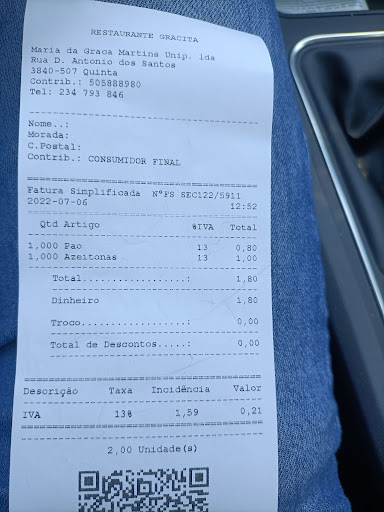 RESTAURANTE GRACITA
Maria da Graca Martins Unip. lda
Rua D. Antonio dos Santos
3840-507 Quinta
Contrib.: 505888980
Tel: 234 793 846
Nome..:
Morada:
C.Postal:
Contrib.: CONSUMIDOR FINAL
Fatura Simplificada NºFS SEC122/5911
2022-07-06 12:52
Qtd Artigo %IVA Total
1,000 Pao 13 0,80
1,000 Azeitonas 13 1,00
Total.................: 1,80
Dinheiro 1,80
Troco.................: 0,00
Total de Descontos.....: 0,00
Descrição Taxa Incidência Valor
IVA 13% 1,59 0,21
2,00 Unidade(s)